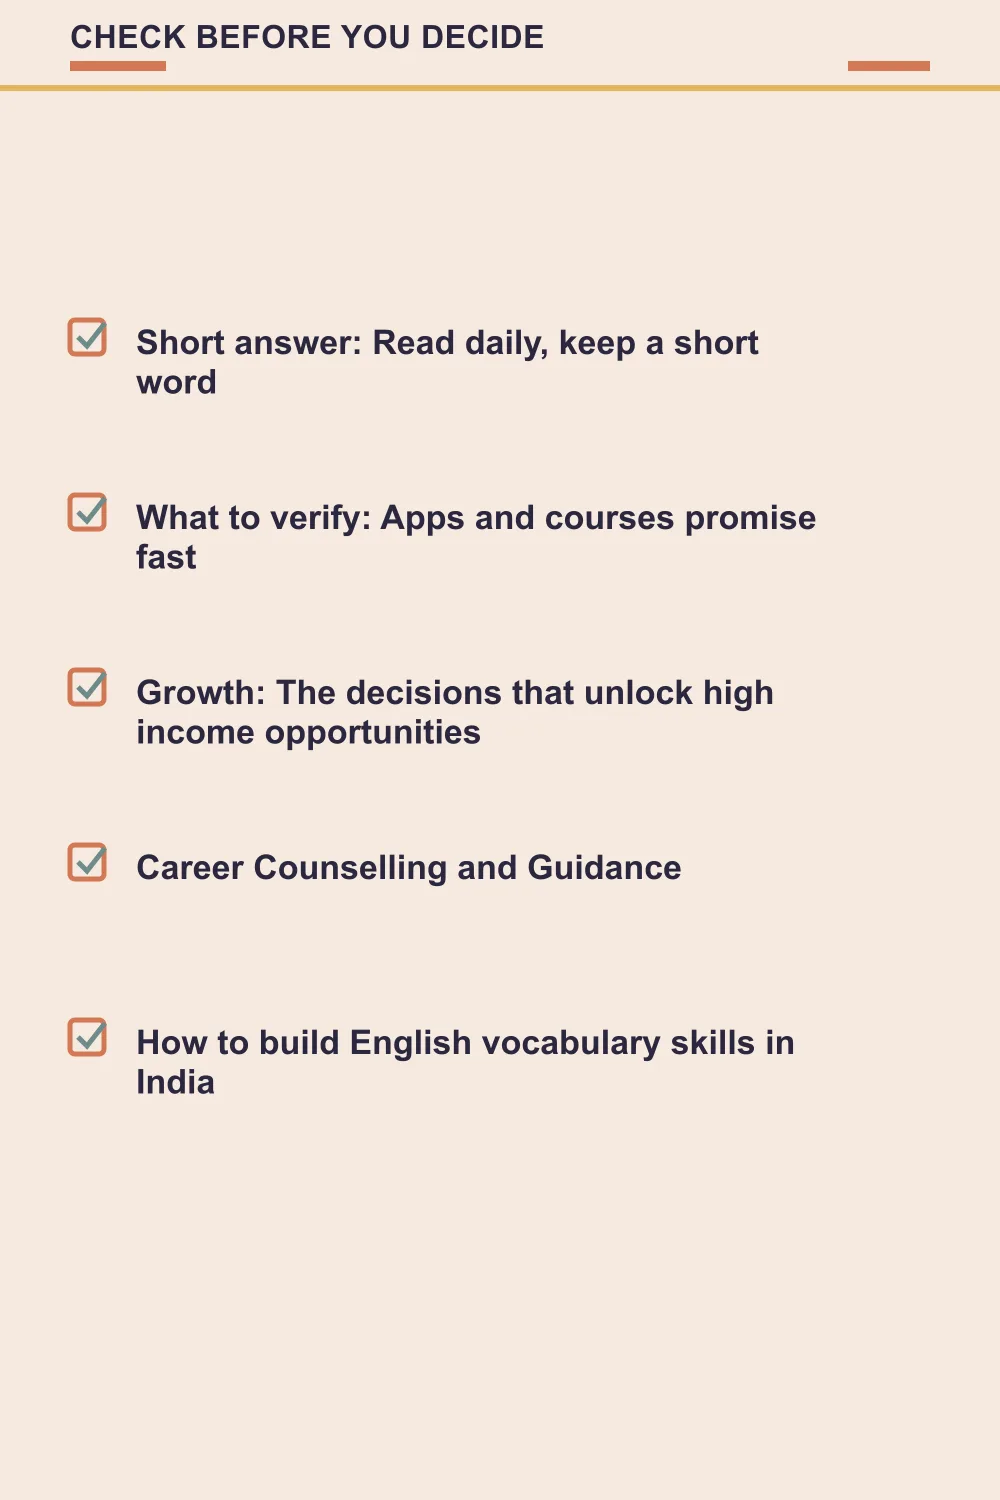 CHECK BEFORE YOU DECIDE
Short answer: Read daily, keep a short
word
What to verify: Apps and courses promise
fast
Growth: The decisions that unlock high
income opportunities
Career Counselling and Guidance
How to build English vocabulary skills in
India